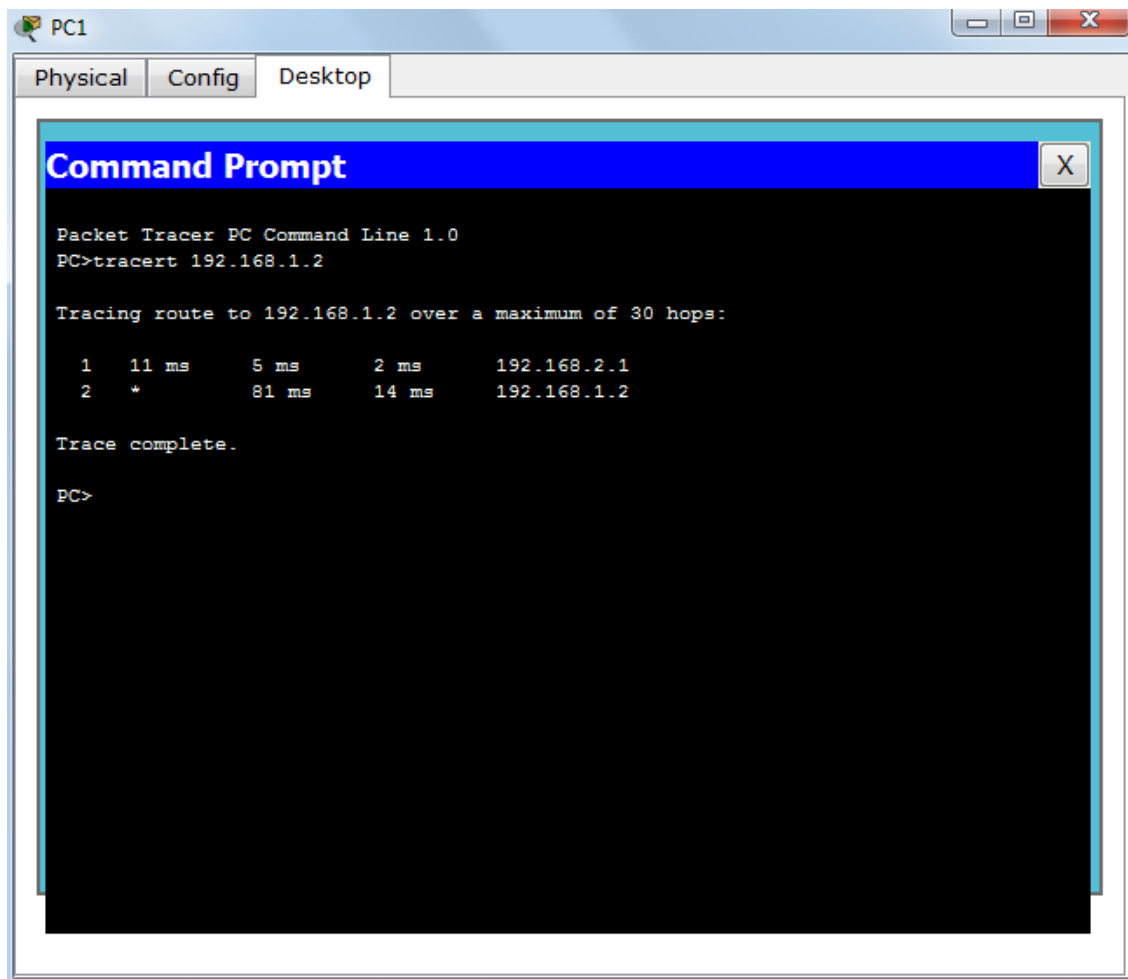 PC1
Physical Config Desktop
Command Prompt X
Packet Tracer PC Command Line 1.0
PC>tracert 192.168.1.2
Tracing route to 192.168.1.2 over a maximum of 30 hops:
1 11 ms 5 ms 2 ms 192.168.2.1
2 * 81 ms 14 ms 192.168.1.2
Trace complete.
PC>